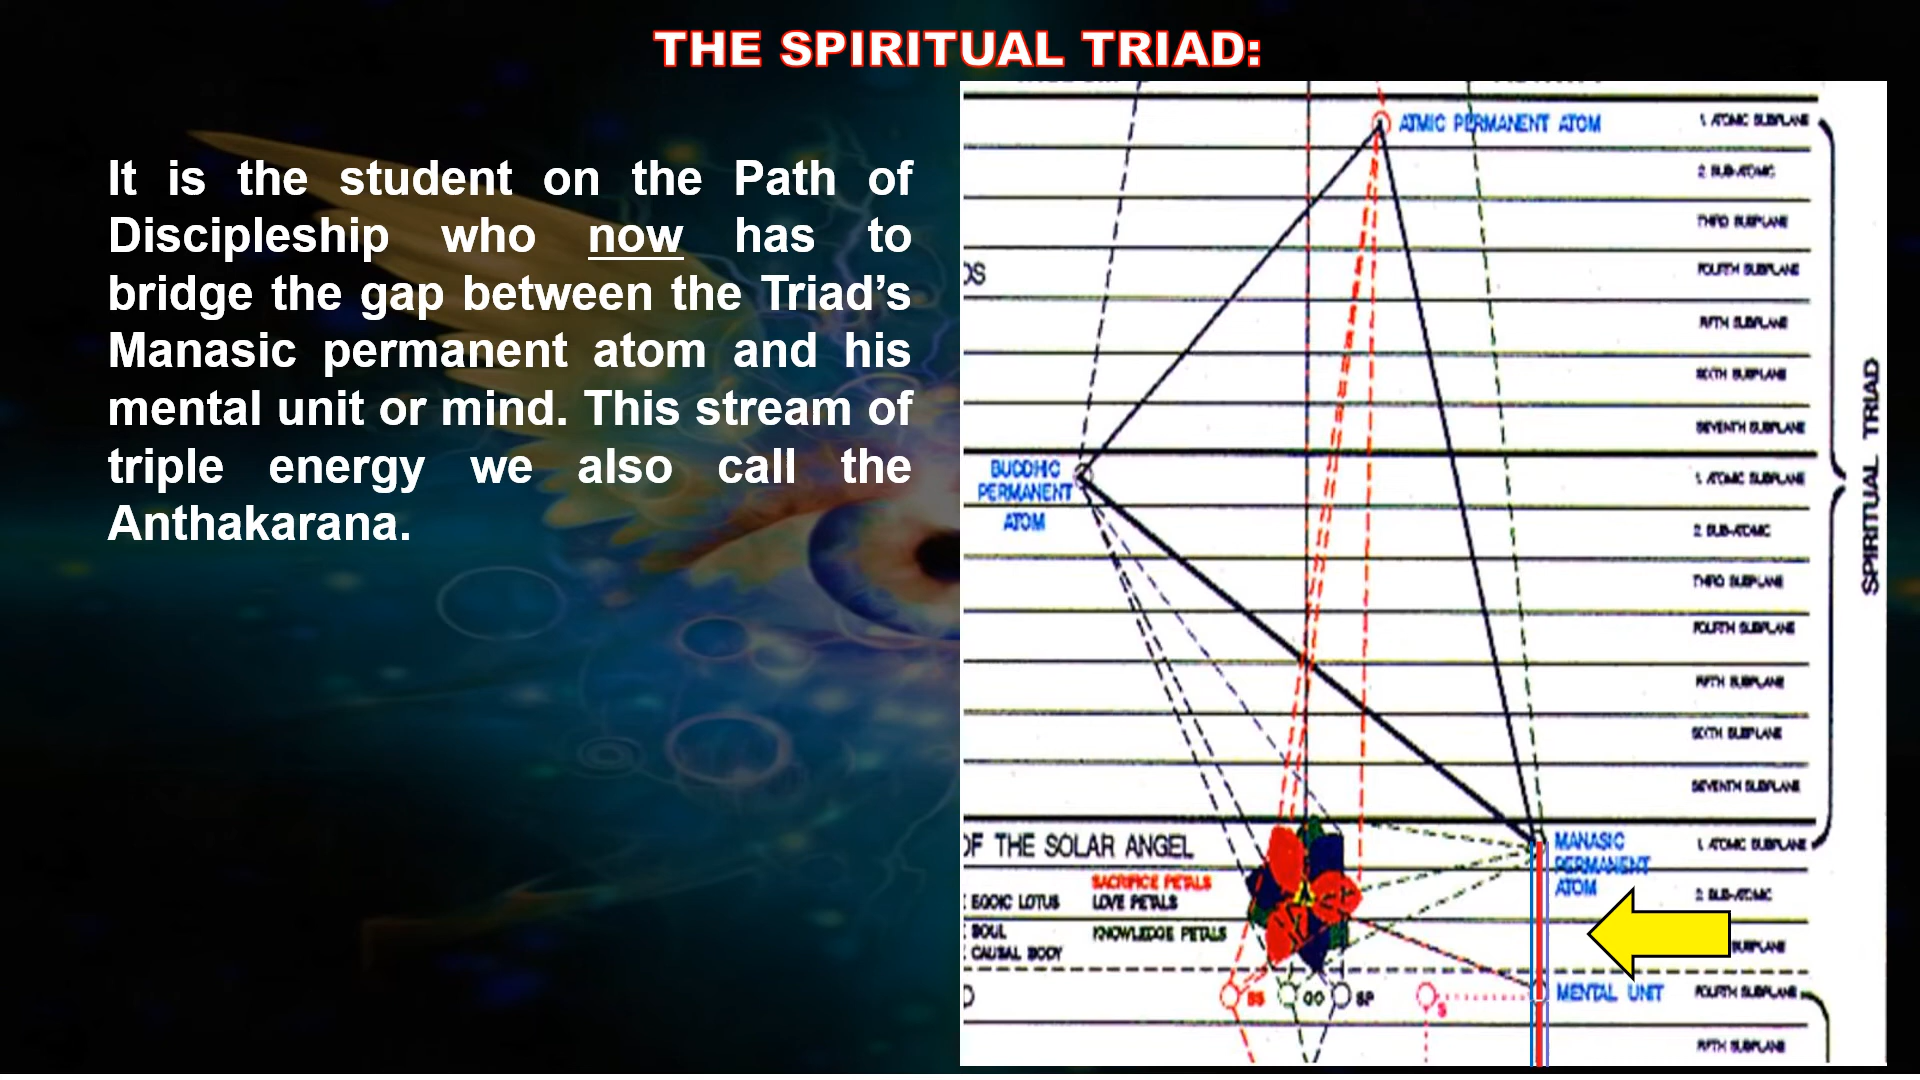 THE SPIRITUAL TRIAD:
It is the student on the Path of
Discipleship who now has to
bridge the gap between the Triad’s
Manasic permanent atom and his
mental unit or mind. This stream of
triple energy we also call the
Anthakarana.
ATMIC PERMANENT ATOM
1. ATOMIC SUBPLANE
2. SUB-ATOMIC
THIRD SUBPLANE
FOURTH SUBPLANE
FIFTH SUBPLANE
SIXTH SUBPLANE
SEVENTH SUBPLANE
SPIRITUAL TRIAD
BUDDHIC
PERMANENT
ATOM
1. ATOMIC SUBPLANE
2. SUB-ATOMIC
THIRD SUBPLANE
FOURTH SUBPLANE
FIFTH SUBPLANE
SIXTH SUBPLANE
SEVENTH SUBPLANE
OF THE SOLAR ANGEL
MANASIC
PERMANENT
ATOM
1. ATOMIC SUBPLANE
SACRIFICE PETALS
EGOIC LOTUS
LOVE PETALS
2. SUB-ATOMIC
SOUL
KNOWLEDGE PETALS
CAUSAL BODY
SUBPLANE
SS
GO
SP
S
MENTAL UNIT
FOURTH SUBPLANE
FIFTH SUBPLANE